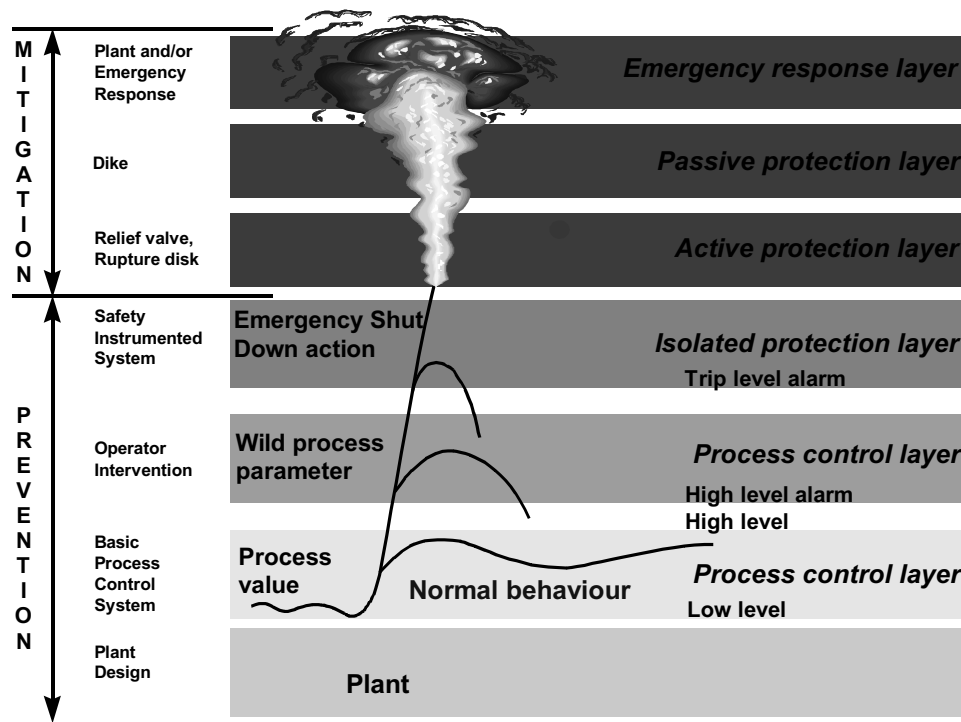 MITIGATION
Plant and/or
Emergency
Response
Emergency response layer
Dike
Passive protection layer
Relief valve,
Rupture disk
Active protection layer
PREVENTION
Safety
Instrumented
System
Emergency Shut
Down action
Isolated protection layer
Trip level alarm
Operator
Intervention
Wild process
parameter
Process control layer
High level alarm
High level
Basic
Process
Control
System
Process
value
Normal behaviour
Process control layer
Low level
Plant
Design
Plant